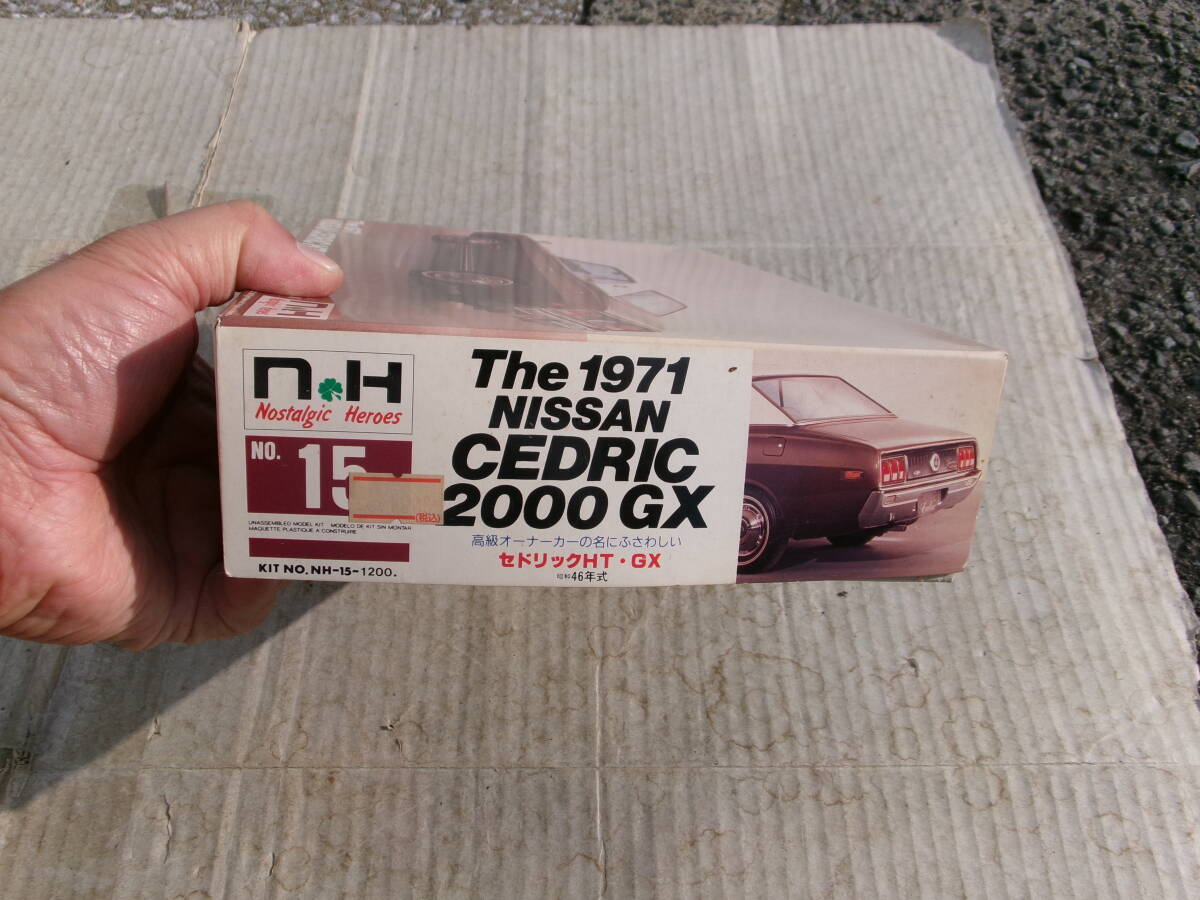 n H
Nostalgic Heroes
NO. 15
(税込)
UNASSEMBLED MODEL KIT MODELO DE KIT SIN MONTAR
MAQUETTE PLASTIQUE A CONSTRUIRE
KIT NO. NH-15-1200.
The 1971
NISSAN
CEDRIC
2000 GX
高級オーナーカーの名にふさわしい
セドリックHT・GX
昭和46年式